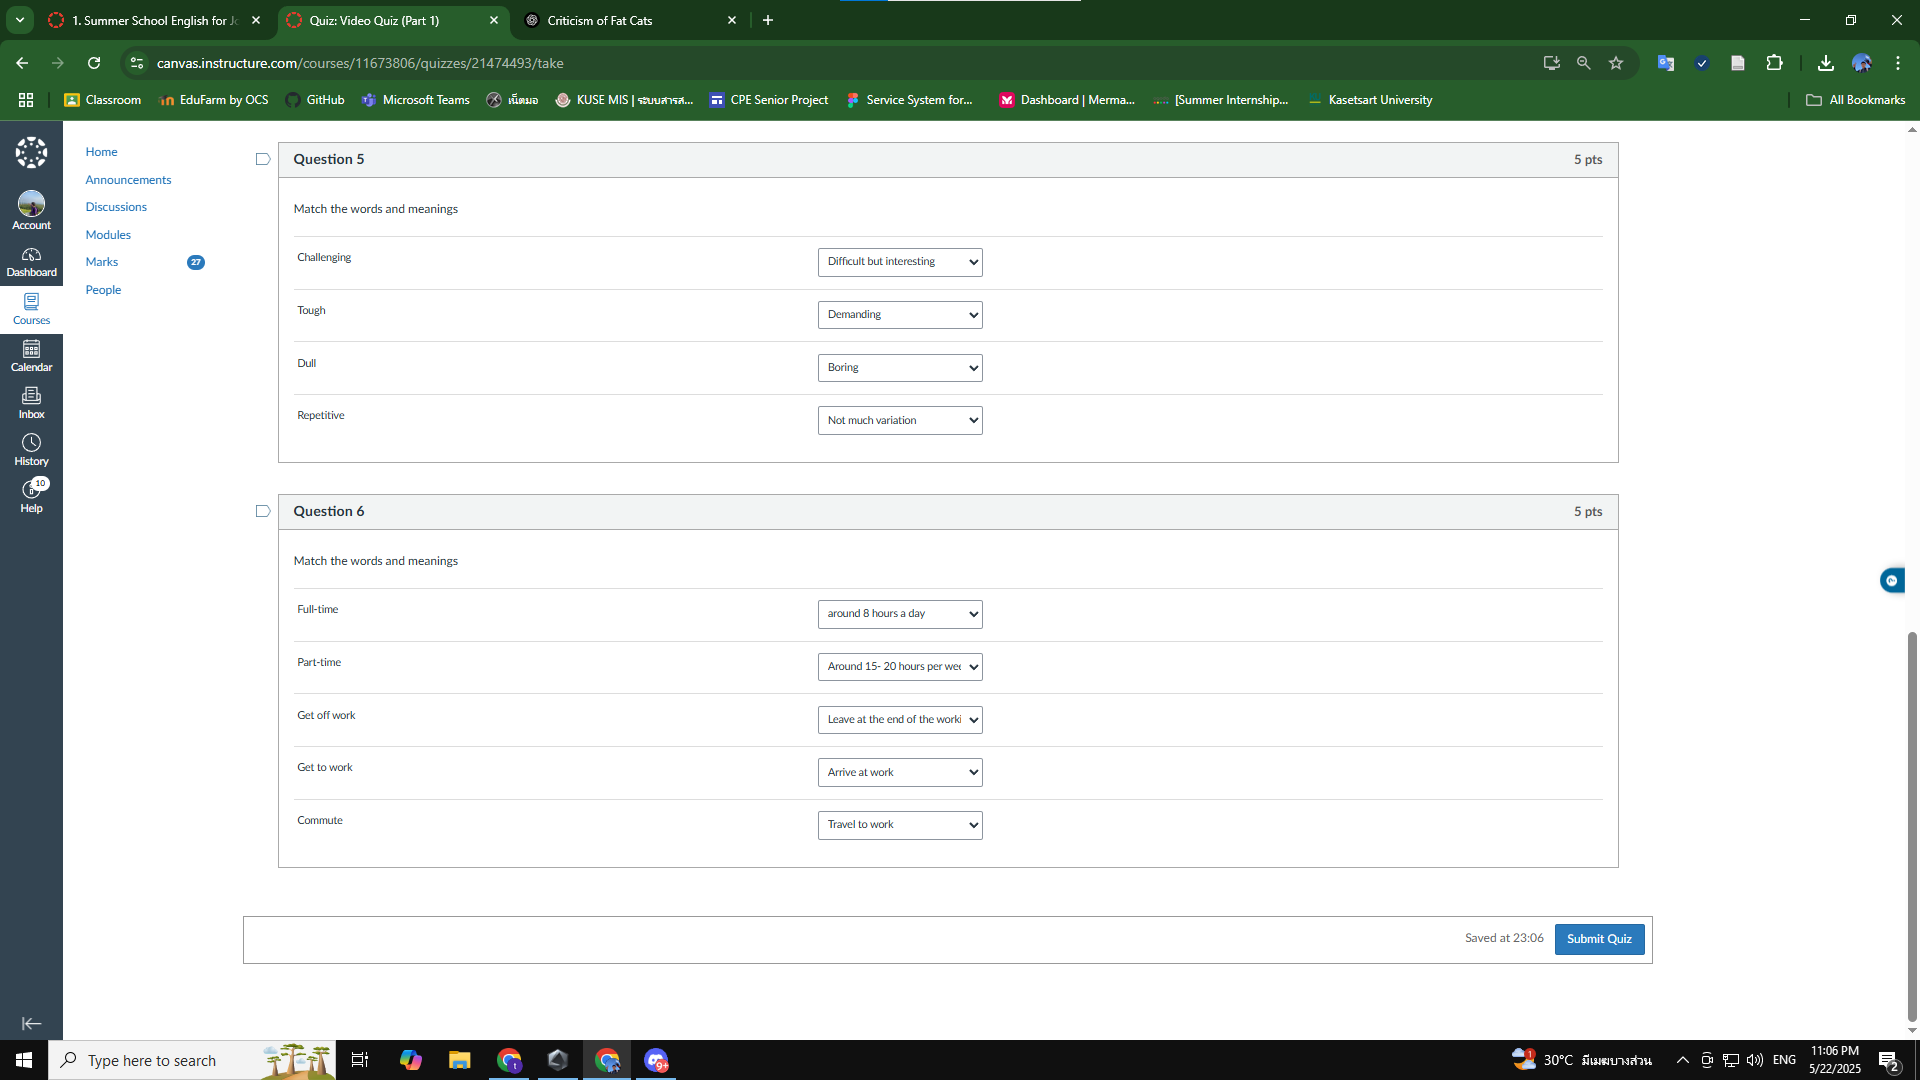 1. Summer School English for Jo
Quiz: Video Quiz (Part 1)
Criticism of Fat Cats
canvas.instructure.com/courses/11673806/quizzes/21474493/take
Classroom
EduFarm by OCS
GitHub
Microsoft Teams
เน็ตมอ
KUSE MIS | ระบบสารส...
CPE Senior Project
Service System for...
Dashboard | Merma...
[Summer Internship...
Kasetsart University
All Bookmarks
Account
Dashboard
Courses
Calendar
Inbox
History
10
Help
Home
Announcements
Discussions
Modules
Marks 27
People
Question 5 5 pts
Match the words and meanings
Challenging Difficult but interesting
Tough Demanding
Dull Boring
Repetitive Not much variation
Question 6 5 pts
Match the words and meanings
Full-time around 8 hours a day
Part-time Around 15- 20 hours per wee
Get off work Leave at the end of the worki
Get to work Arrive at work
Commute Travel to work
Saved at 23:06 Submit Quiz
Type here to search
9+
1
30°C มีเมฆบางส่วน
ENG
11:06 PM
5/22/2025
2